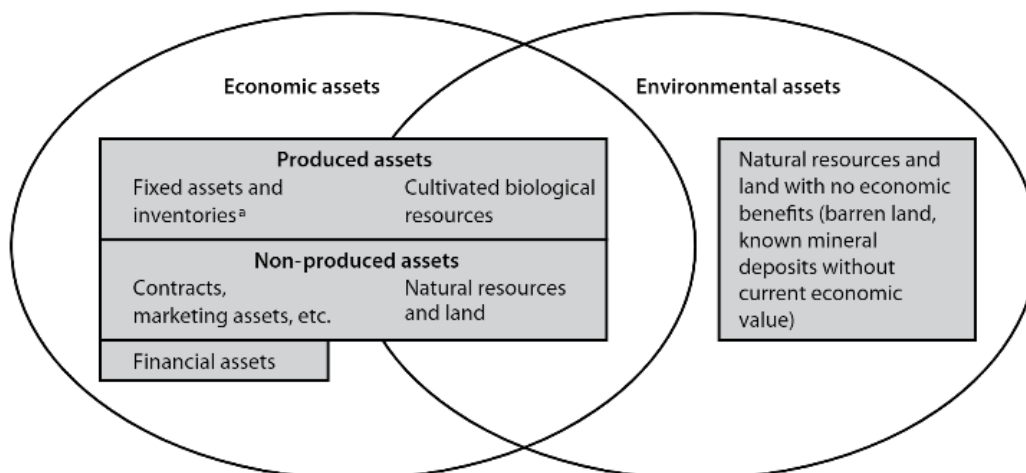 Economic assets
Environmental assets
Produced assets
Fixed assets and
inventoriesª
Cultivated biological
resources
Non-produced assets
Contracts,
marketing assets, etc.
Natural resources
and land
Financial assets
Natural resources and
land with no economic
benefits (barren land,
known mineral
deposits without
current economic
value)